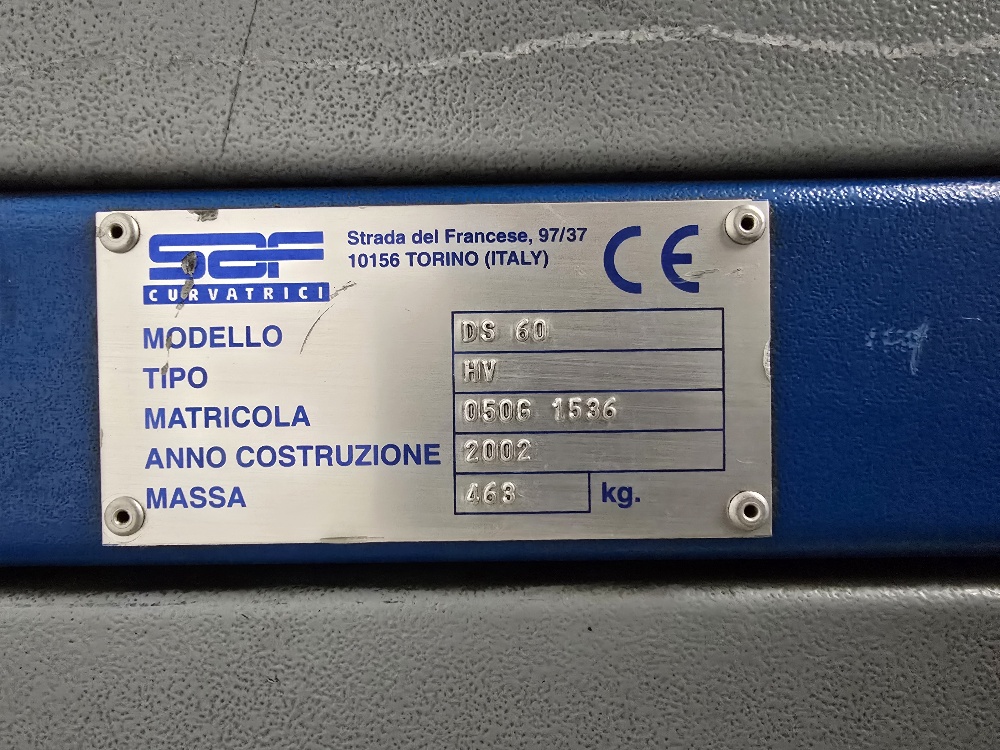 SAF
CURVATRICI
Strada del Francese, 97/37
10156 TORINO (ITALY)
CE
MODELLO DS 60
TIPO HV
MATRICOLA 050G 1536
ANNO COSTRUZIONE 2002
MASSA 463 kg.